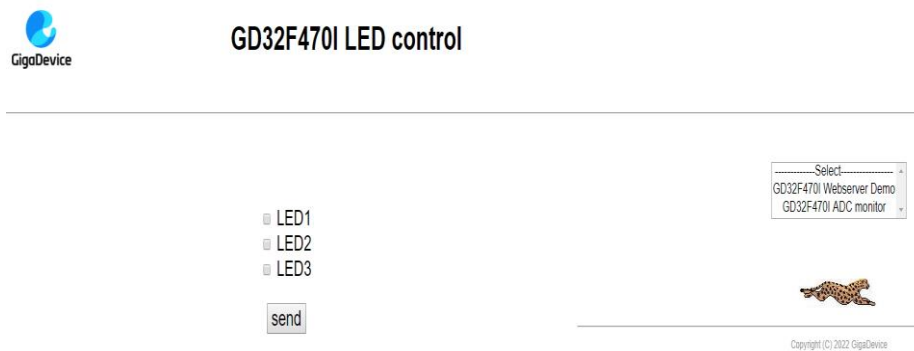 GigaDevice
GD32F470I LED control
-------------Select-----------------
GD32F470I Webserver Demo
GD32F470I ADC monitor
LED1
LED2
LED3
send
Copyright (C) 2022 GigaDevice